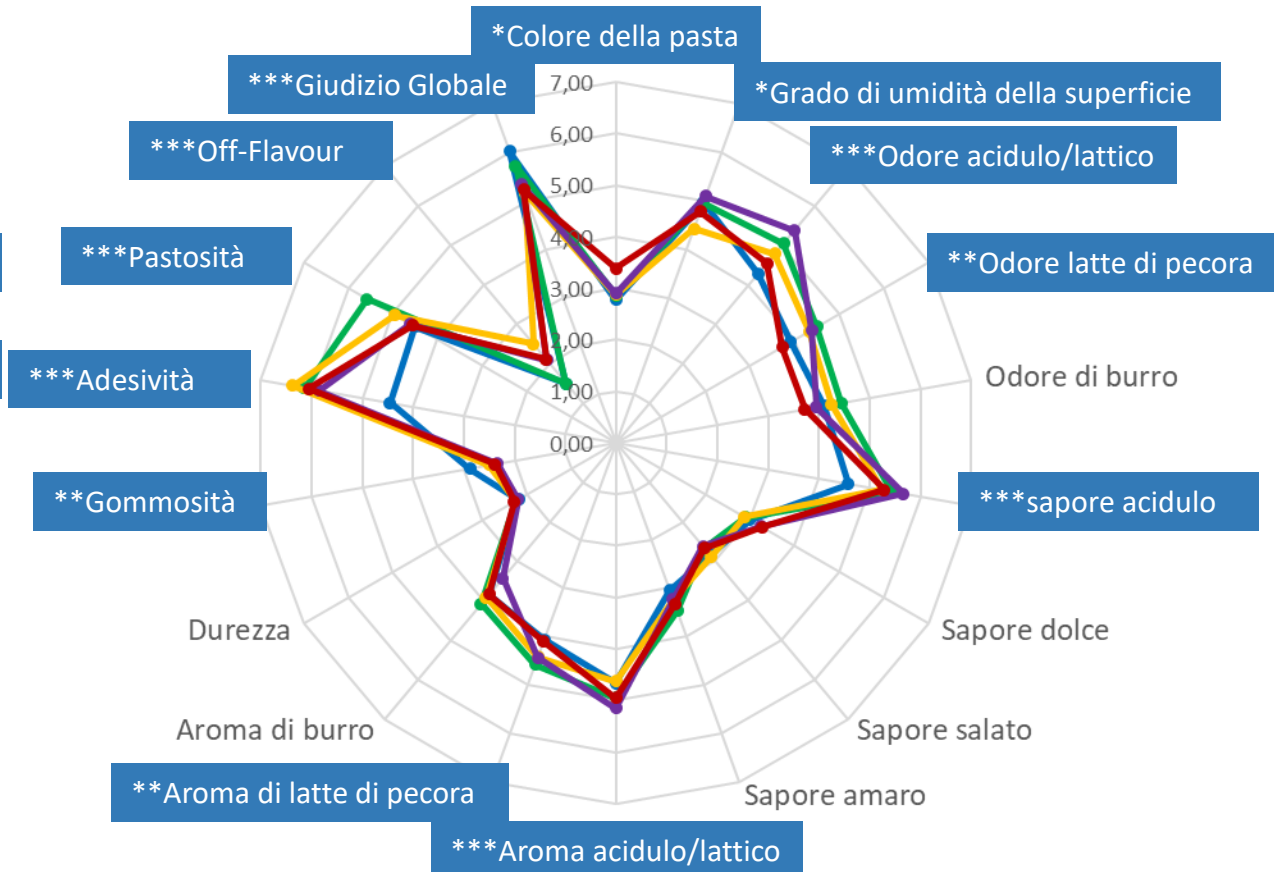 *Colore della pasta
***Giudizio Globale
7,00
*Grado di umidità della superficie
6,00
***Off-Flavour
***Odore acidulo/lattico
5,00
4,00
***Pastosità
**Odore latte di pecora
3,00
2,00
***Adesività
Odore di burro
1,00
0,00
**Gommosità
***sapore acidulo
Durezza
Sapore dolce
Aroma di burro
Sapore salato
**Aroma di latte di pecora
Sapore amaro
***Aroma acidulo/lattico